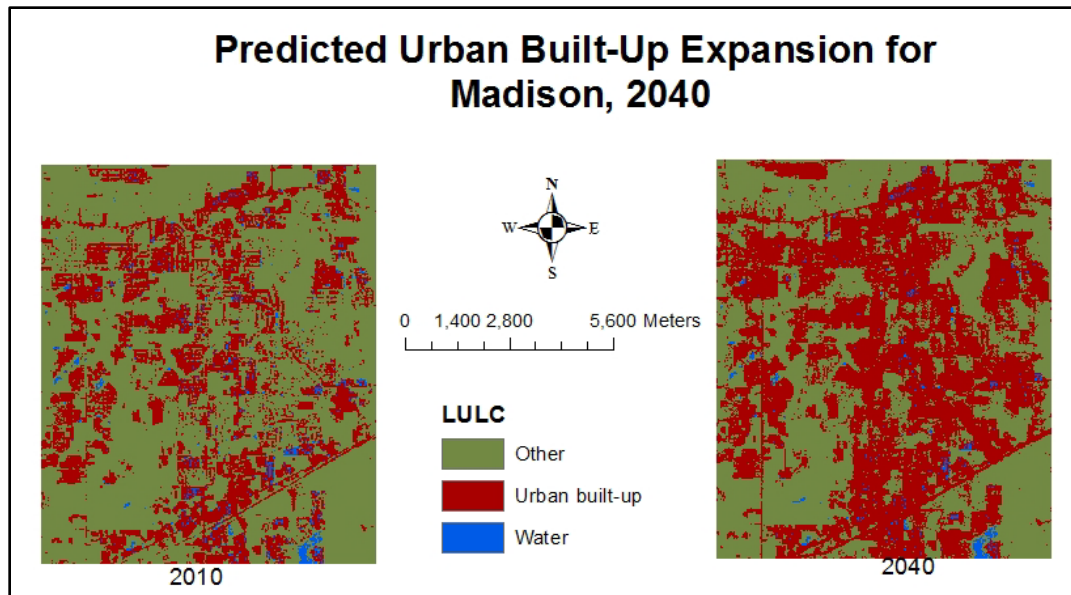 Predicted Urban Built-Up Expansion for
Madison, 2040
N
W E
S
0 1,400 2,800 5,600 Meters
LULC
Other
Urban built-up
Water
2010
2040